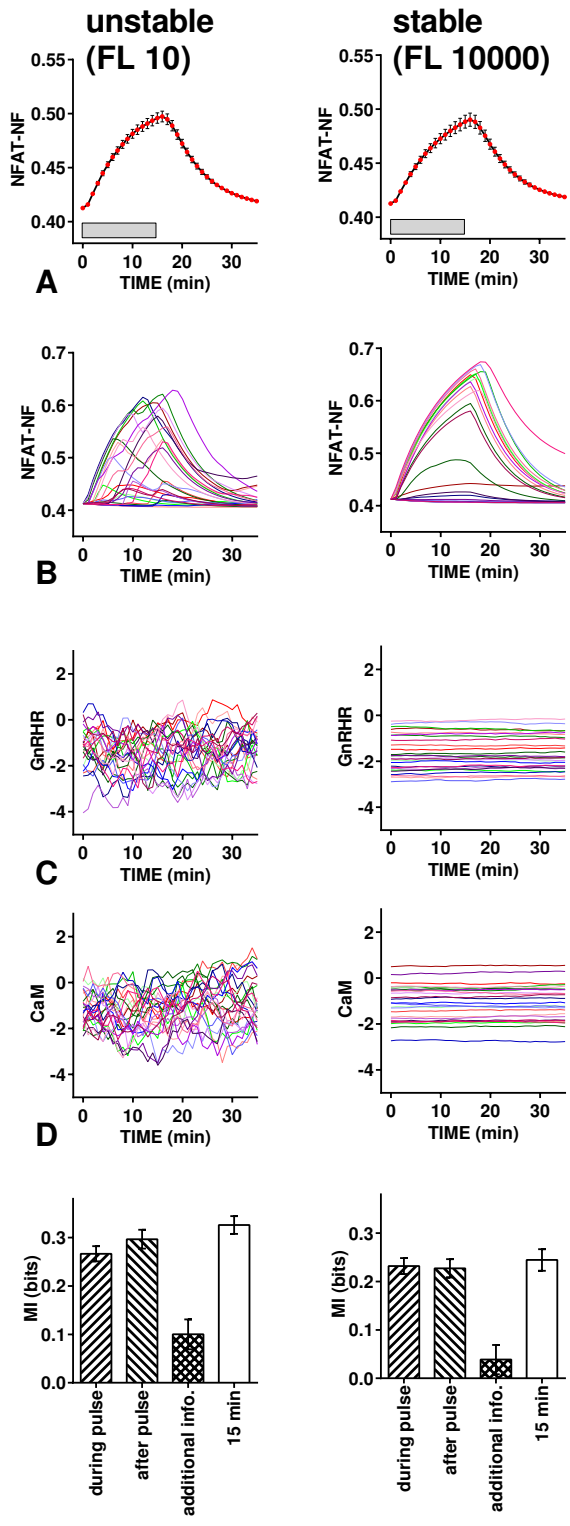 unstable
(FL 10)
stable
(FL 10000)
0.55
0.50
0.45
0.40
NFAT-NF
0 10 20 30
TIME (min)
0.55
0.50
0.45
0.40
NFAT-NF
0 10 20 30
TIME (min)
A
0.7
0.6
0.5
0.4
NFAT-NF
0 10 20 30
TIME (min)
0.7
0.6
0.5
0.4
NFAT-NF
0 10 20 30
TIME (min)
B
2
0
-2
-4
GnRHR
0 10 20 30
TIME (min)
2
0
-2
-4
GnRHR
0 10 20 30
TIME (min)
C
2
0
-2
-4
CaM
0 10 20 30
TIME (min)
2
0
-2
-4
CaM
0 10 20 30
TIME (min)
D
0.3
0.2
0.1
0.0
MI (bits)
during pulse
after pulse
additional info.
15 min
0.3
0.2
0.1
0.0
MI (bits)
during pulse
after pulse
additional info.
15 min